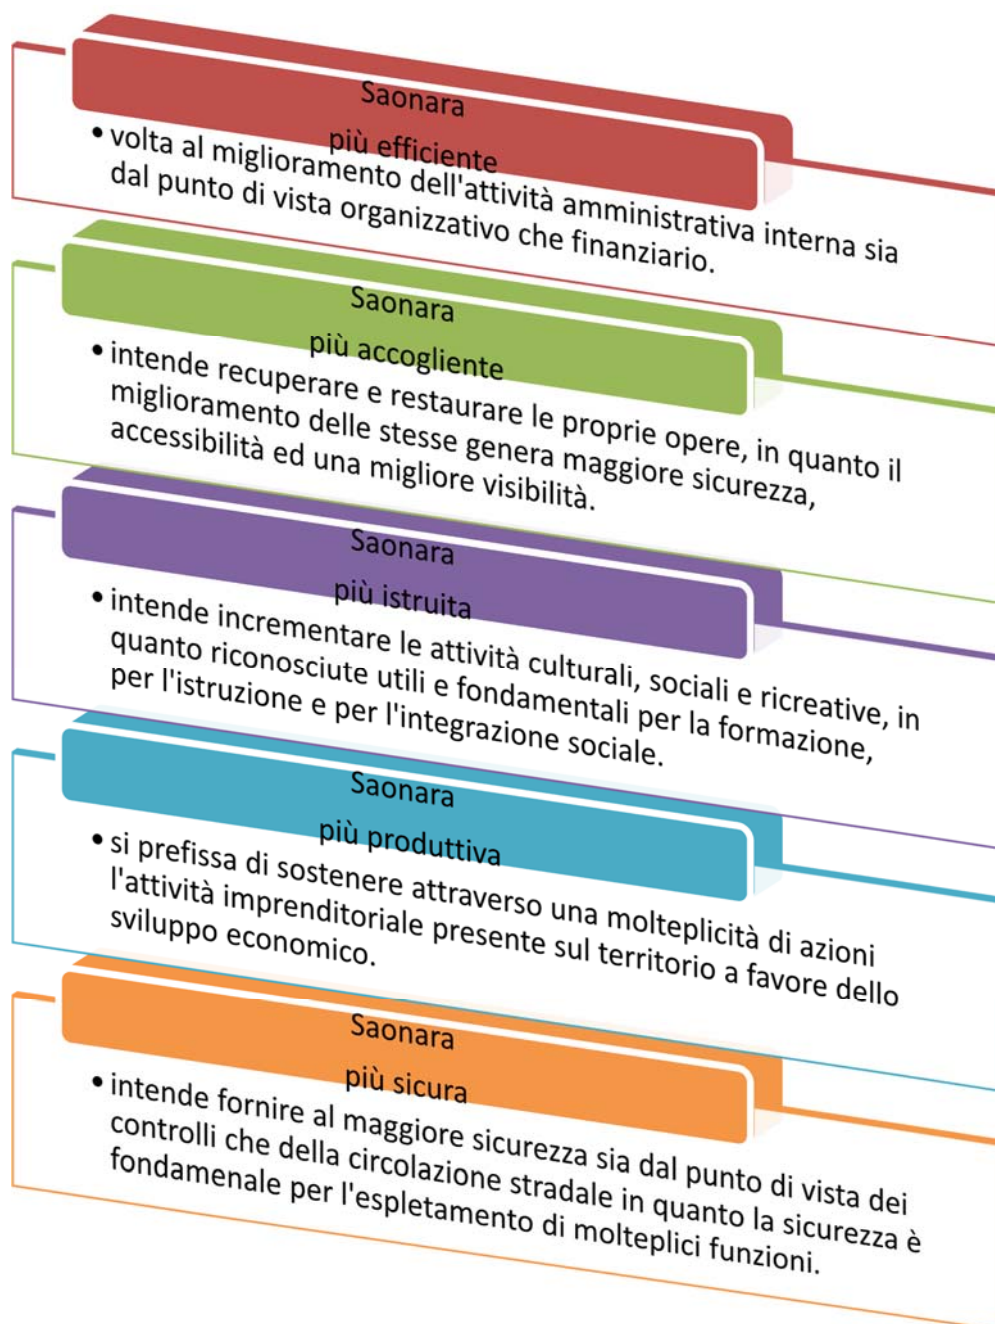 Saonara
più efficiente
• volta al miglioramento dell'attività amministrativa interna sia
dal punto di vista organizzativo che finanziario.
Saonara
più accogliente
• intende recuperare e restaurare le proprie opere, in quanto il
miglioramento delle stesse genera maggiore sicurezza,
accessibilità ed una migliore visibilità.
Saonara
più istruita
• intende incrementare le attività culturali, sociali e ricreative, in
quanto riconosciute utili e fondamentali per la formazione,
per l'istruzione e per l'integrazione sociale.
Saonara
più produttiva
• si prefissa di sostenere attraverso una molteplicità di azioni
l'attività imprenditoriale presente sul territorio a favore dello
sviluppo economico.
Saonara
più sicura
• intende fornire al maggiore sicurezza sia dal punto di vista dei
controlli che della circolazione stradale in quanto la sicurezza è
fondamenale per l'espletamento di molteplici funzioni.